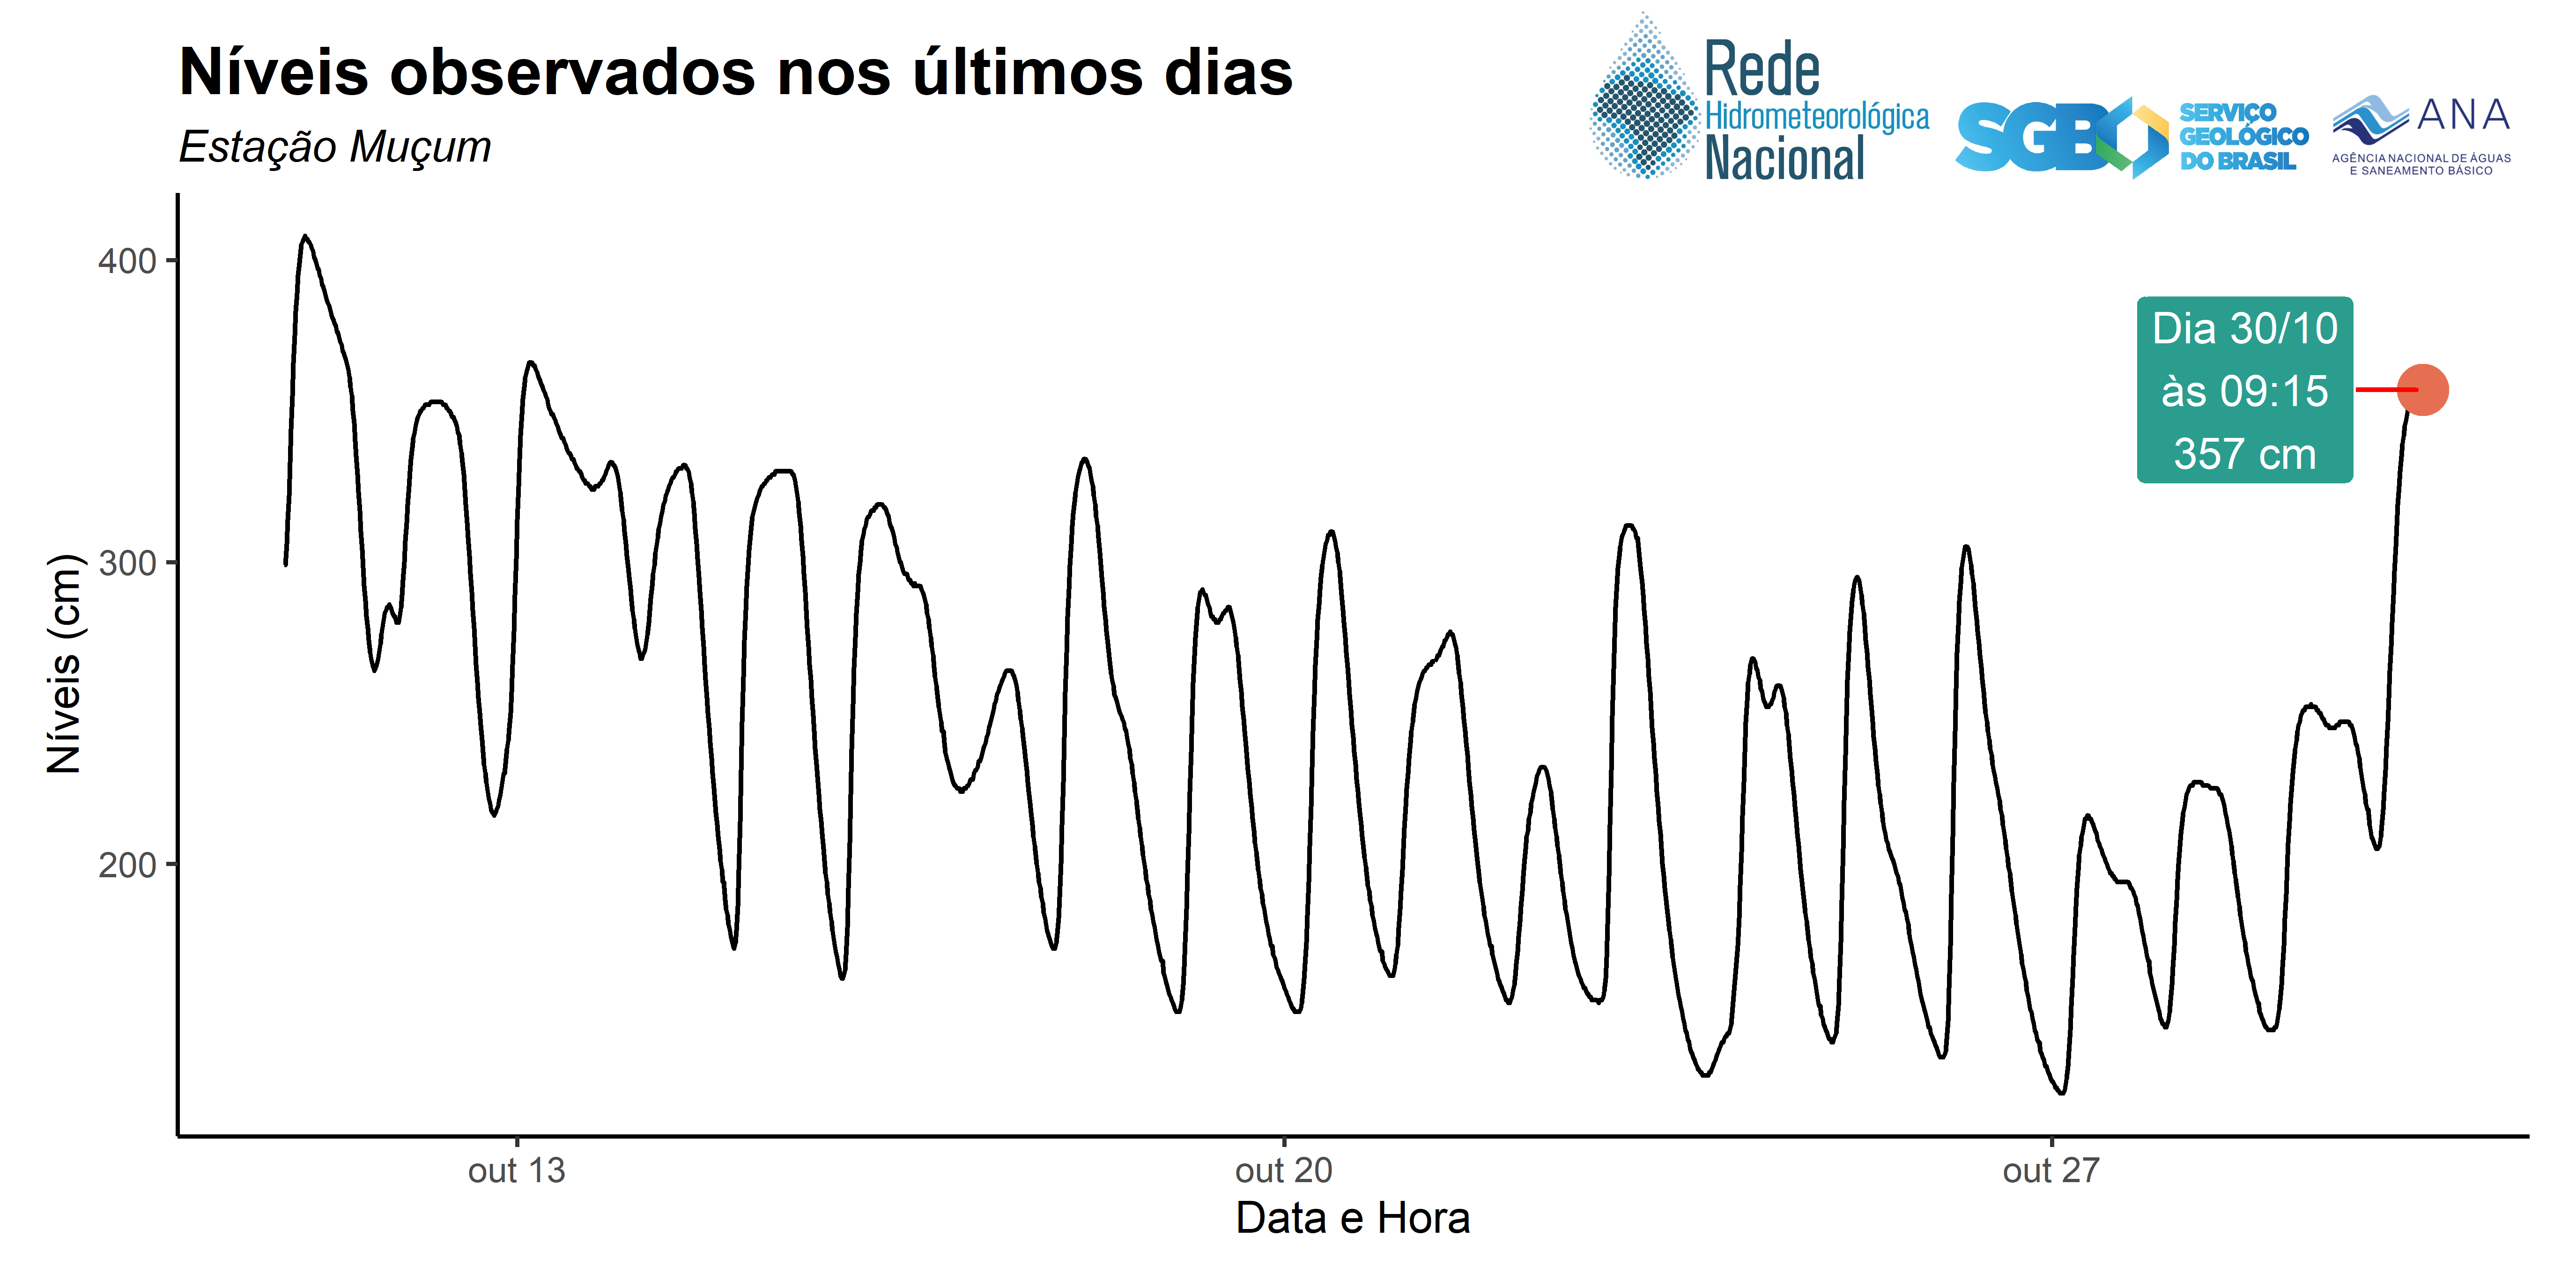 Níveis observados nos últimos dias
Estação Muçum
Rede
Hidrometeorológica
Nacional
SGB
SERVIÇO
GEOLÓGICO
DO BRASIL
ANA
AGÊNCIA NACIONAL DE ÁGUAS
E SANEAMENTO BÁSICO
Níveis (cm)
400
300
200
Dia 30/10
às 09:15
357 cm
out 13
out 20
out 27
Data e Hora